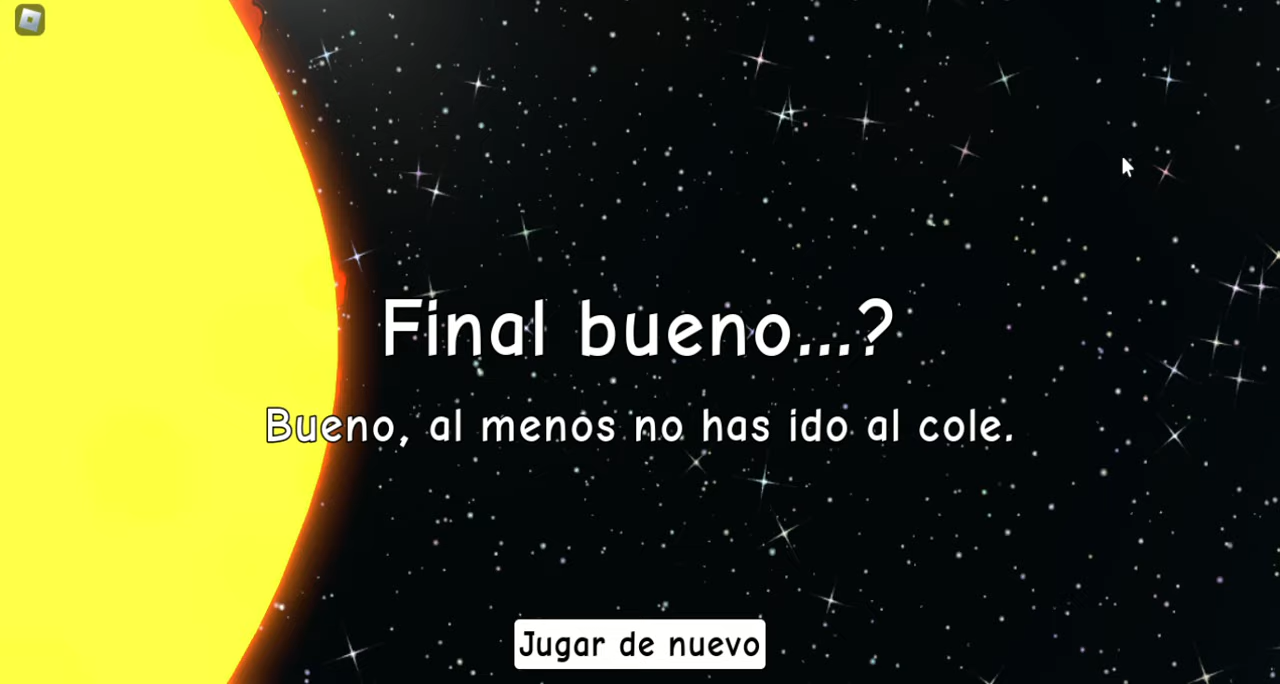 Final bueno...?
Bueno, al menos no has ido al cole.
Jugar de nuevo